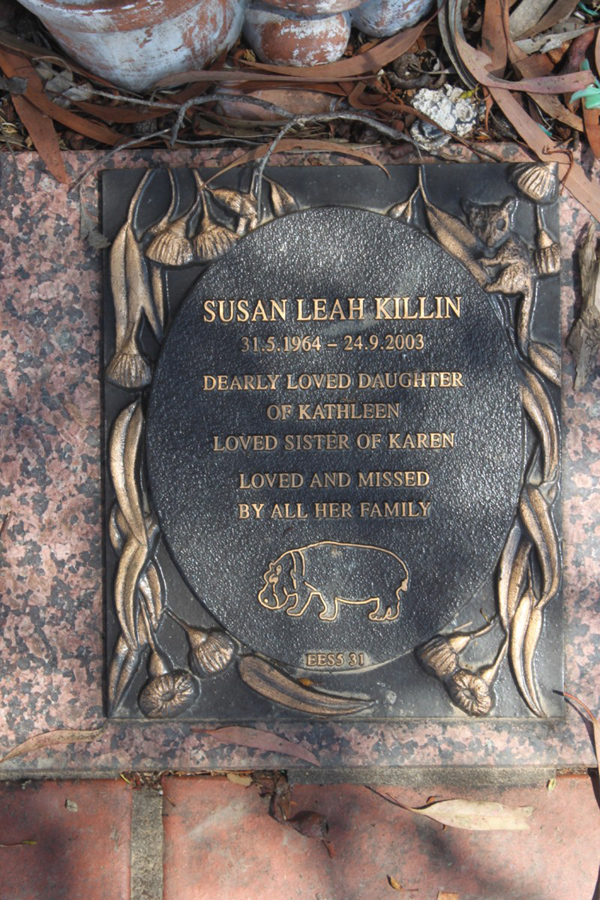 SUSAN LEAH KILLIN
31.5.1964 – 24.9.2003
DEARLY LOVED DAUGHTER
OF KATHLEEN
LOVED SISTER OF KAREN
LOVED AND MISSED
BY ALL HER FAMILY
EES5 31